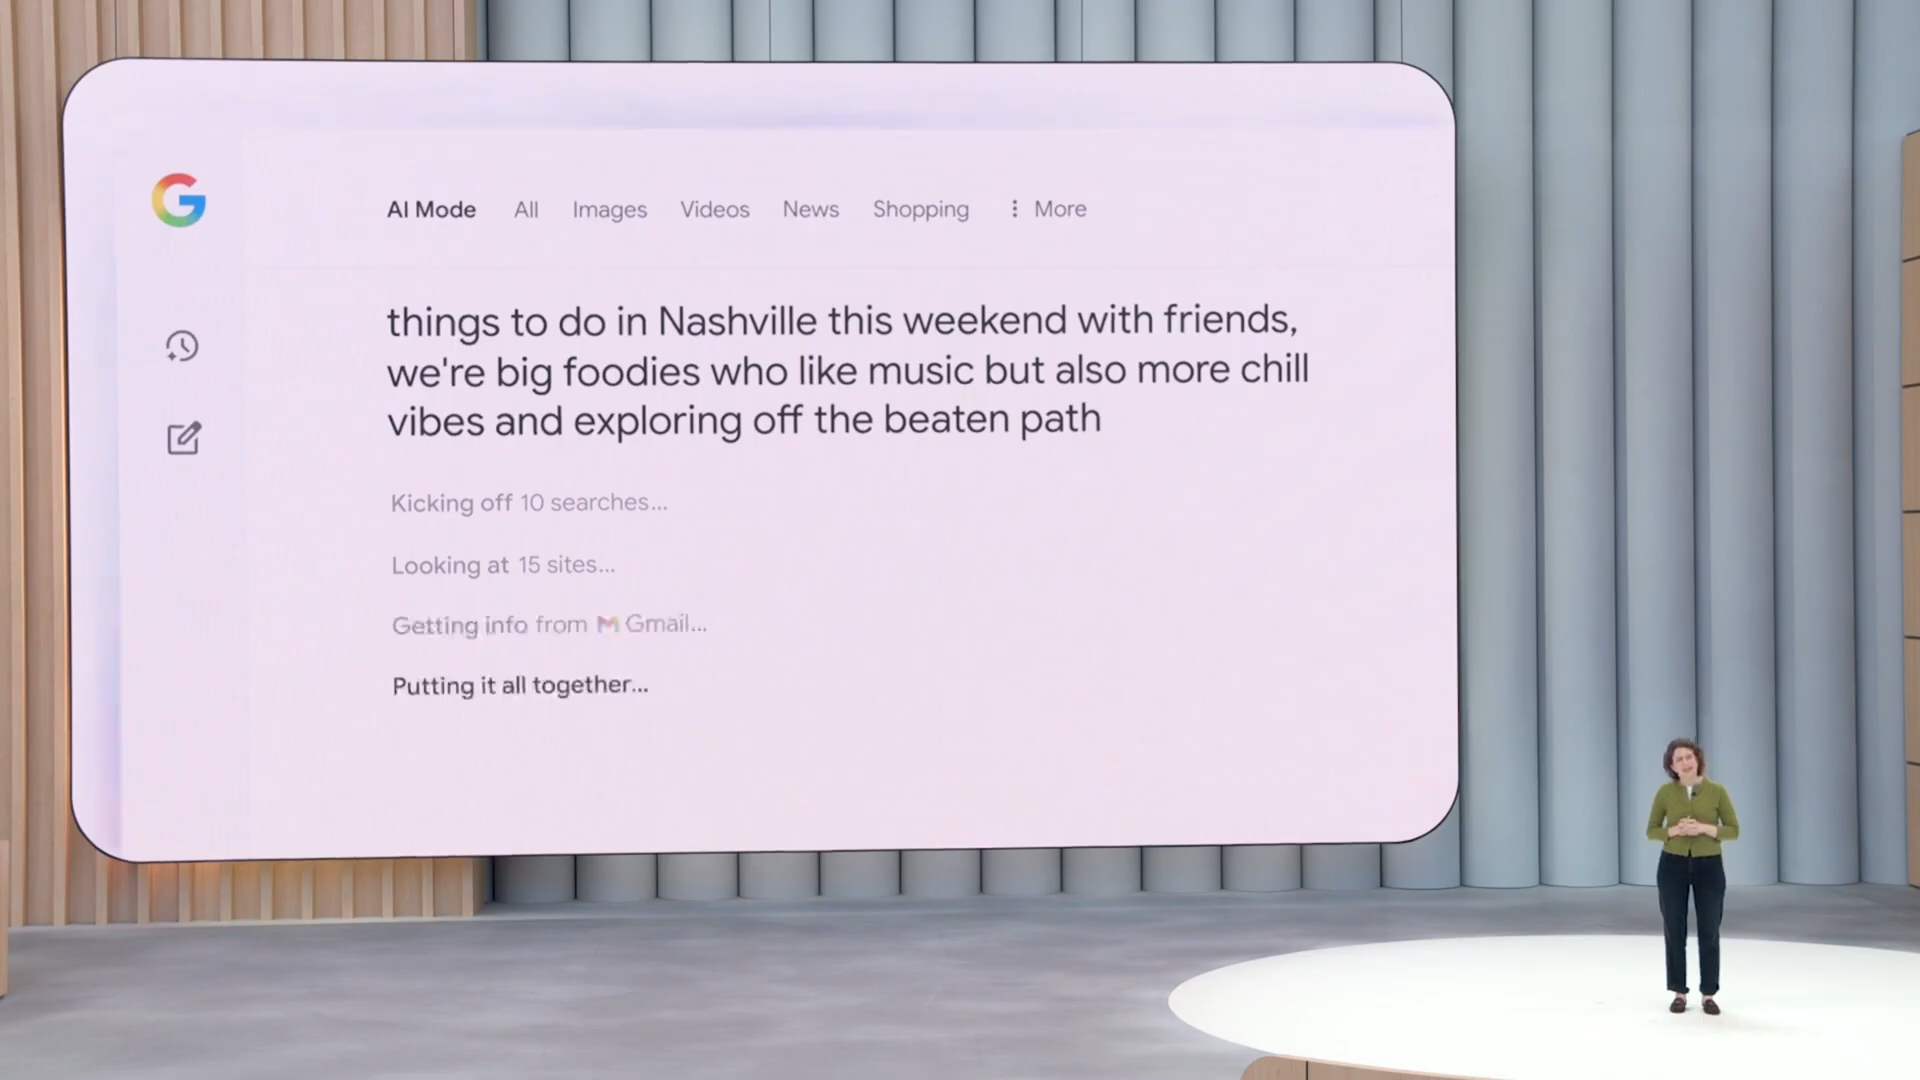 AI Mode All Images Videos News Shopping More
things to do in Nashville this weekend with friends,
we're big foodies who like music but also more chill
vibes and exploring off the beaten path
Kicking off 10 searches...
Looking at 15 sites...
Getting info from Gmail...
Putting it all together...